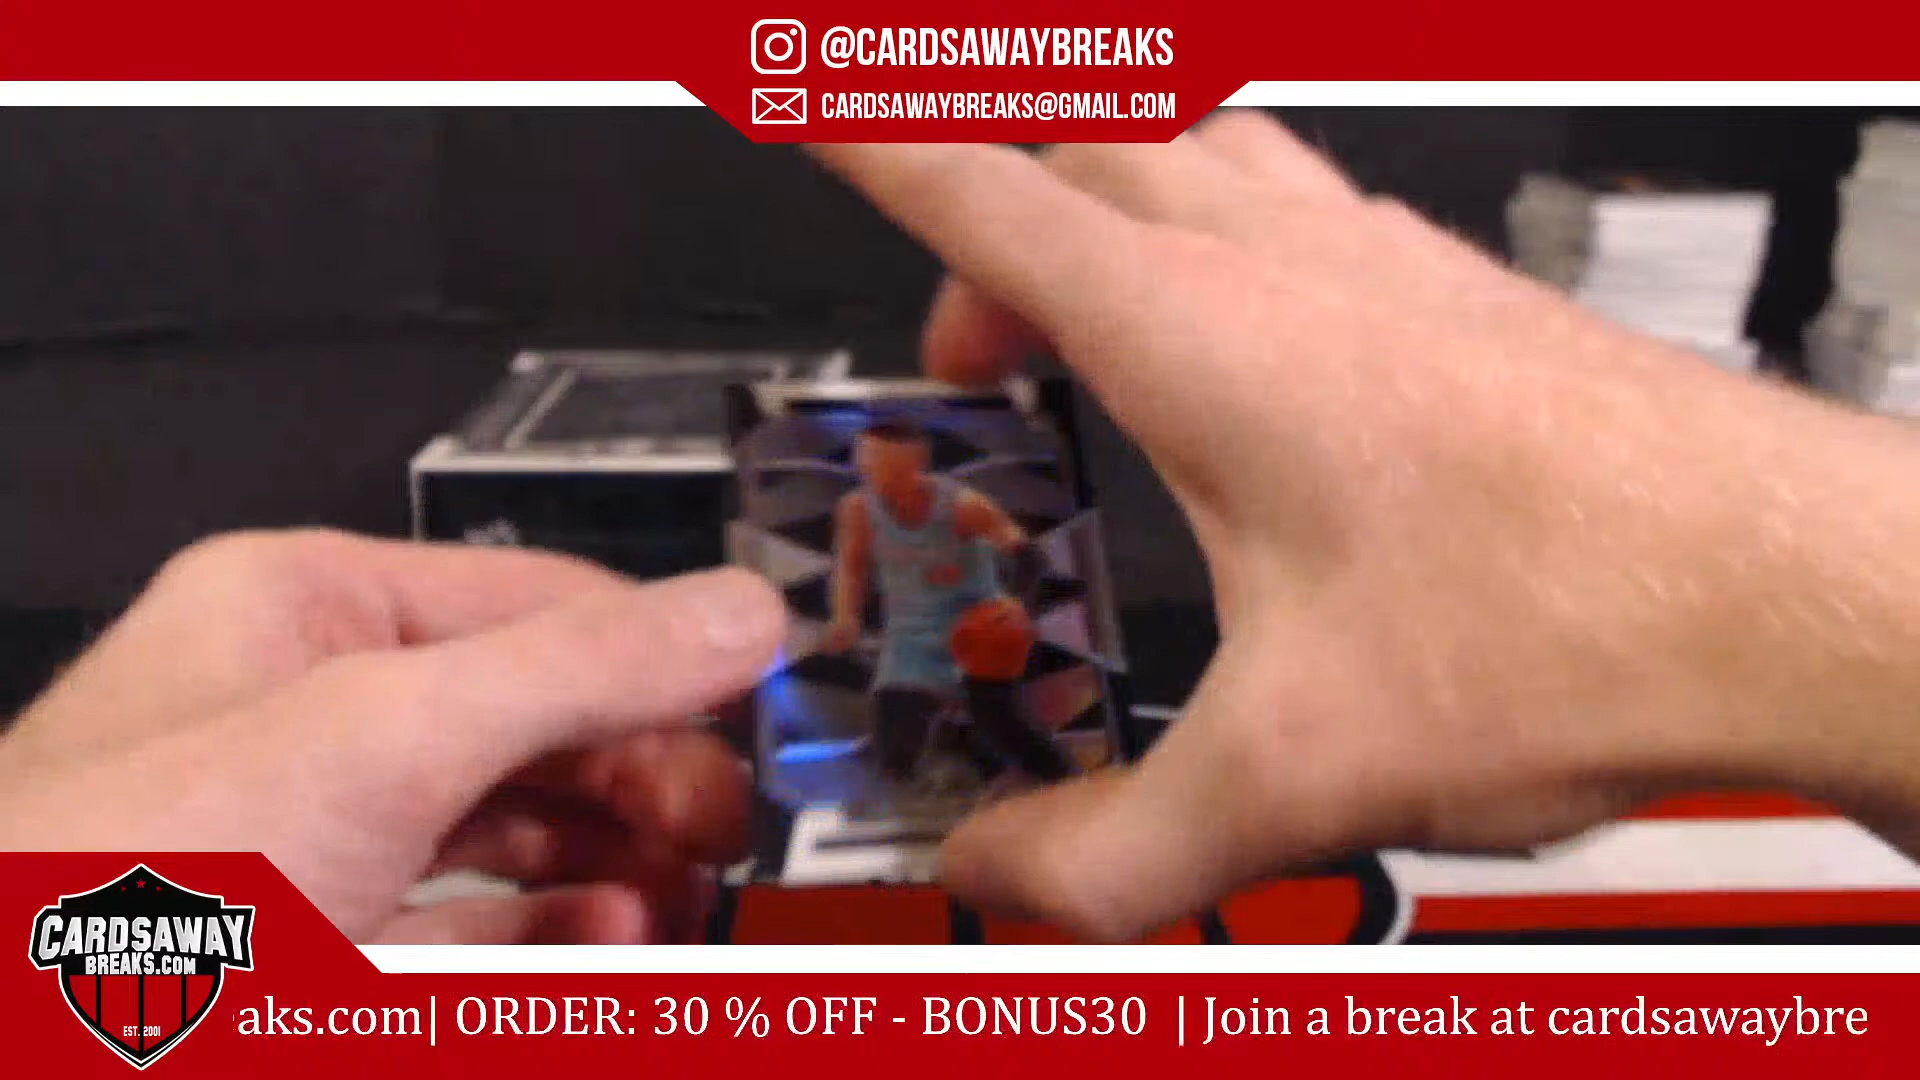 @CARDSAWAYBREAKS
CARDSAWAYBREAKS@GMAIL.COM
CARDSAWAY
BREAKS.COM
EST. 2001
aks.com| ORDER: 30 % OFF - BONUS30 | Join a break at cardsawaybre